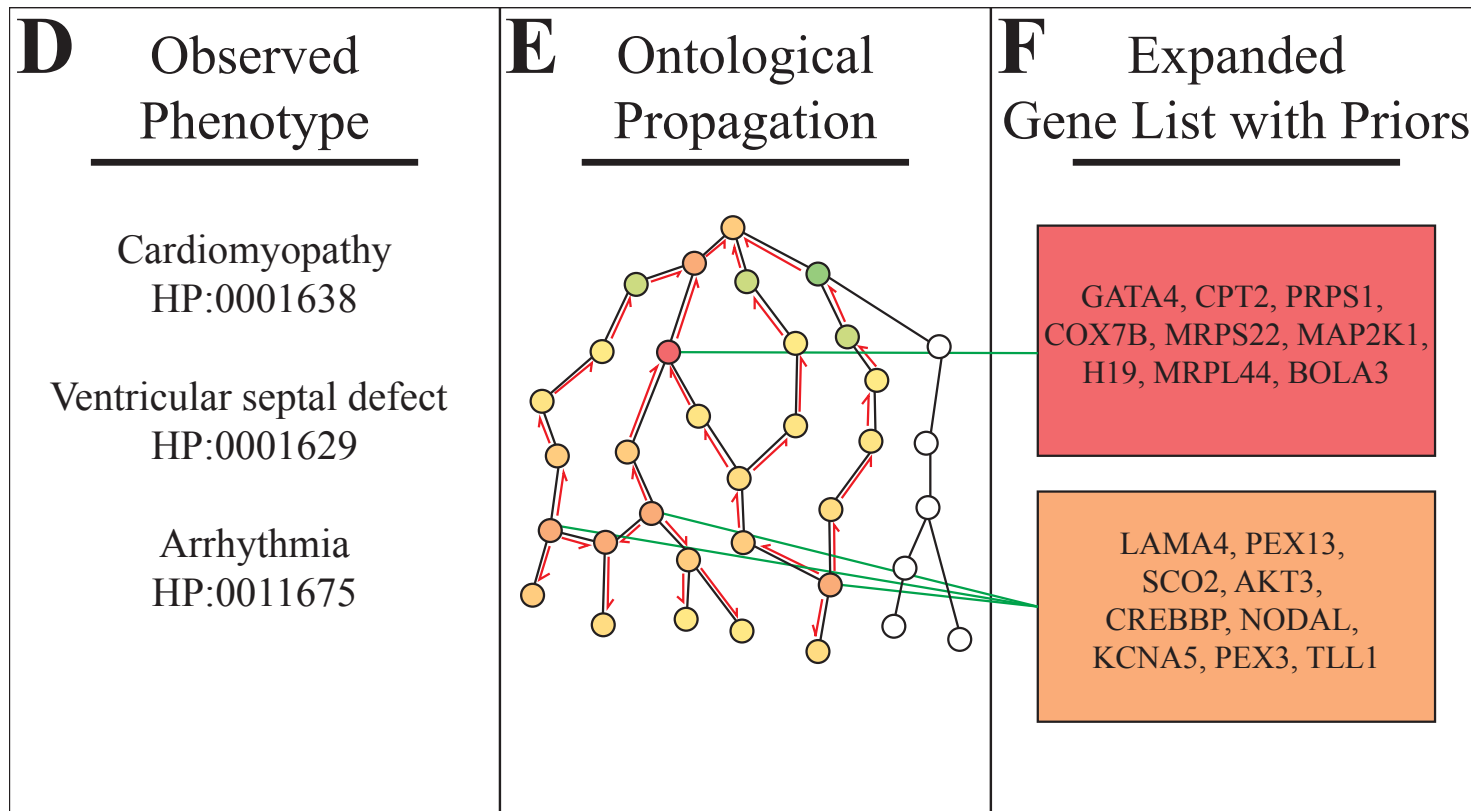 D Observed
Phenotype
Cardiomyopathy
HP:0001638
Ventricular septal defect
HP:0001629
Arrhythmia
HP:0011675
E Ontological
Propagation
F Expanded
Gene List with Priors
GATA4, CPT2, PRPS1,
COX7B, MRPS22, MAP2K1,
H19, MRPL44, BOLA3
LAMA4, PEX13,
SCO2, AKT3,
CREBBP, NODAL,
KCNA5, PEX3, TLL1